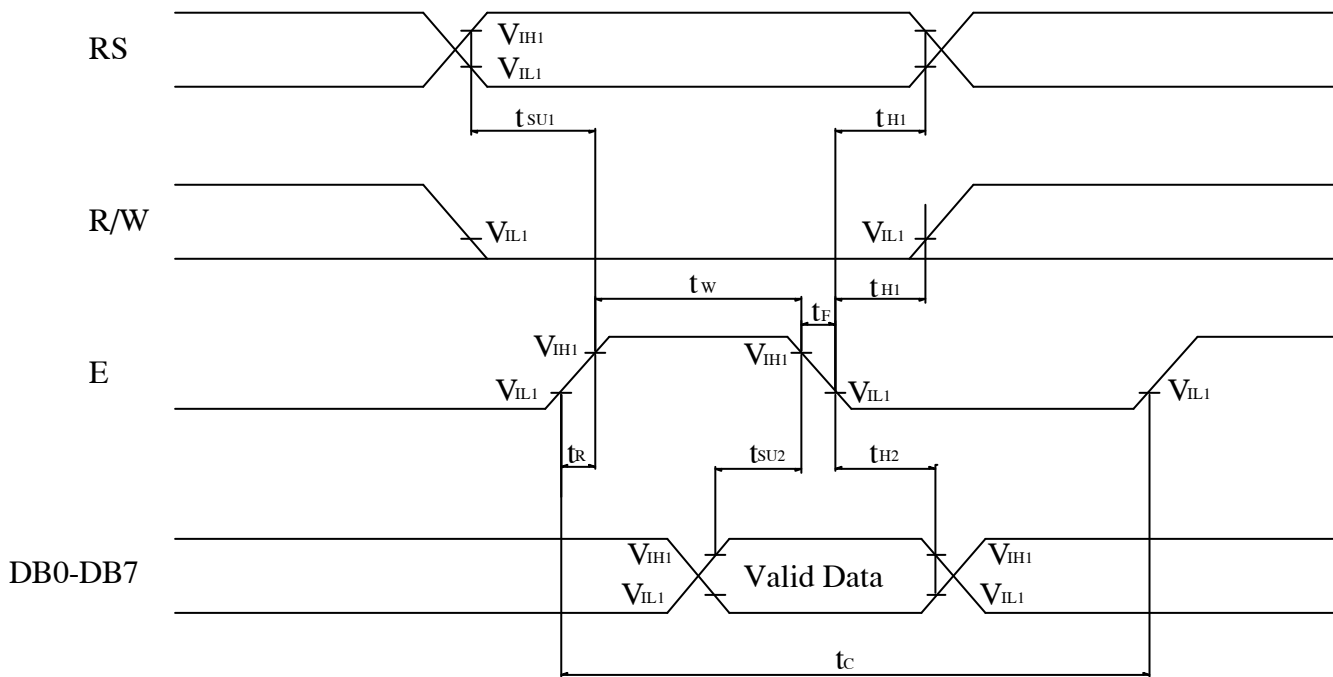 RS
VIH1
VIL1
tSU1
tH1
R/W
VIL1
VIL1
tW
tH1
tF
E
VIH1
VIH1
VIL1
VIL1
VIL1
tR
tSU2
tH2
DB0-DB7
VIH1
VIL1
Valid Data
VIH1
VIL1
tC